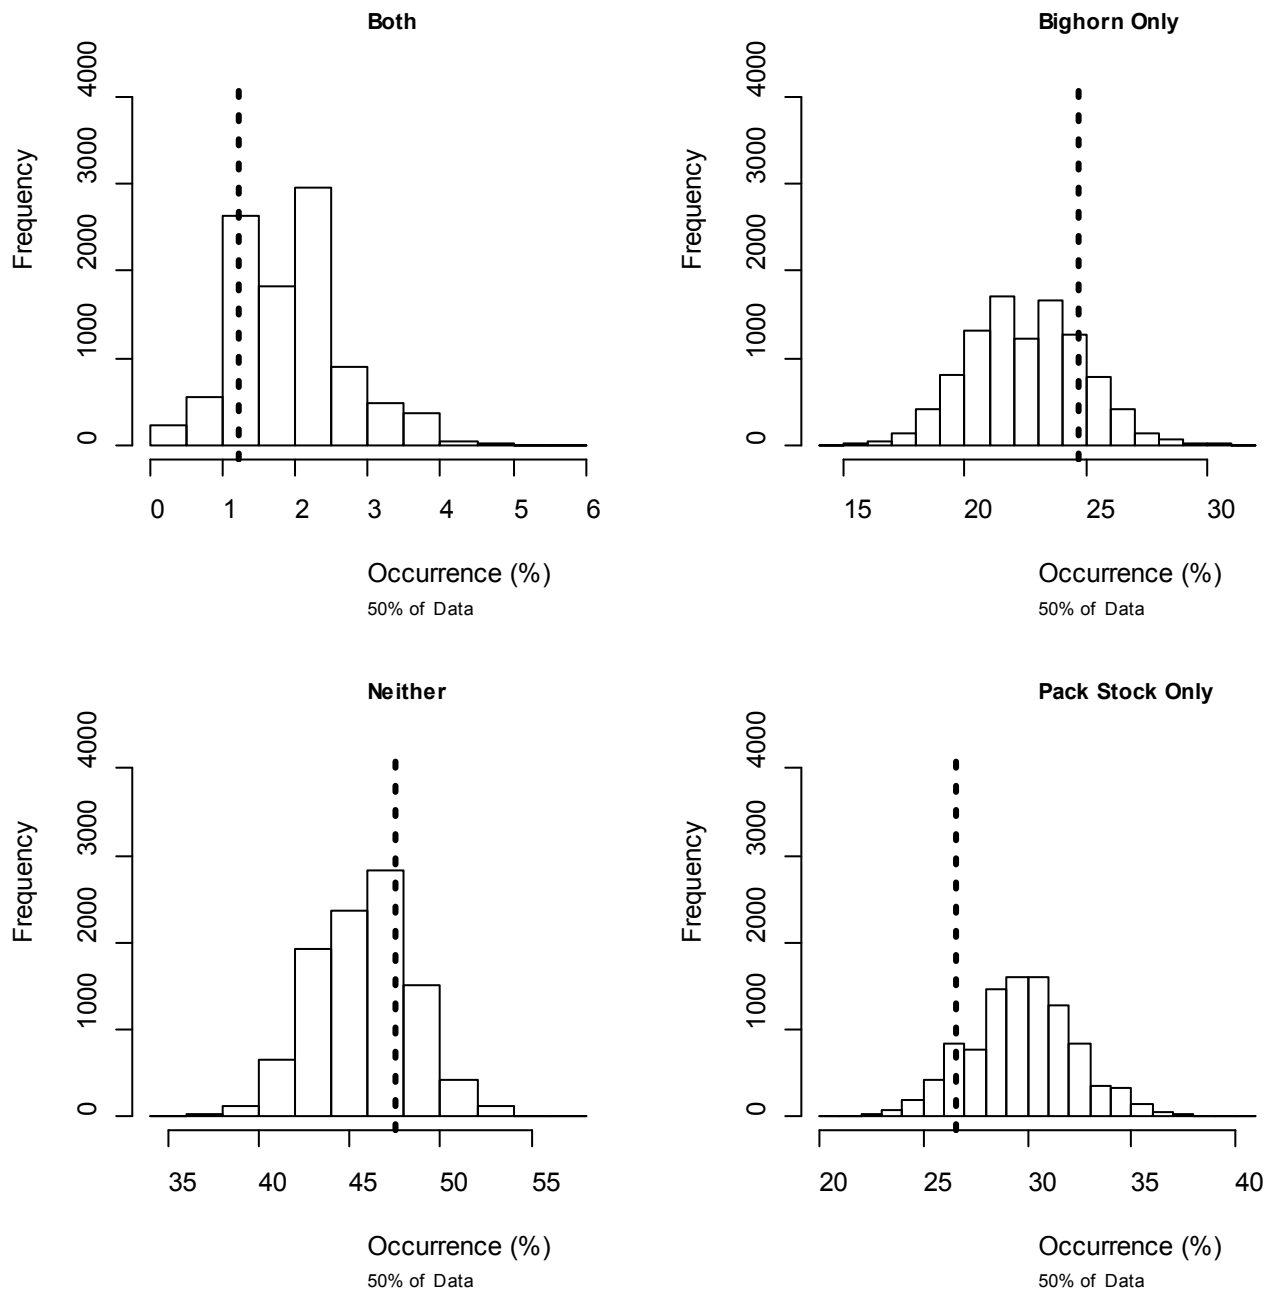 Both
Frequency
4000
3000
2000
1000
0
0 1 2 3 4 5 6
Occurrence (%)
50% of Data
Bighorn Only
Frequency
4000
3000
2000
1000
0
15 20 25 30
Occurrence (%)
50% of Data
Neither
Frequency
4000
3000
2000
1000
0
35 40 45 50 55
Occurrence (%)
50% of Data
Pack Stock Only
Frequency
4000
3000
2000
1000
0
20 25 30 35 40
Occurrence (%)
50% of Data